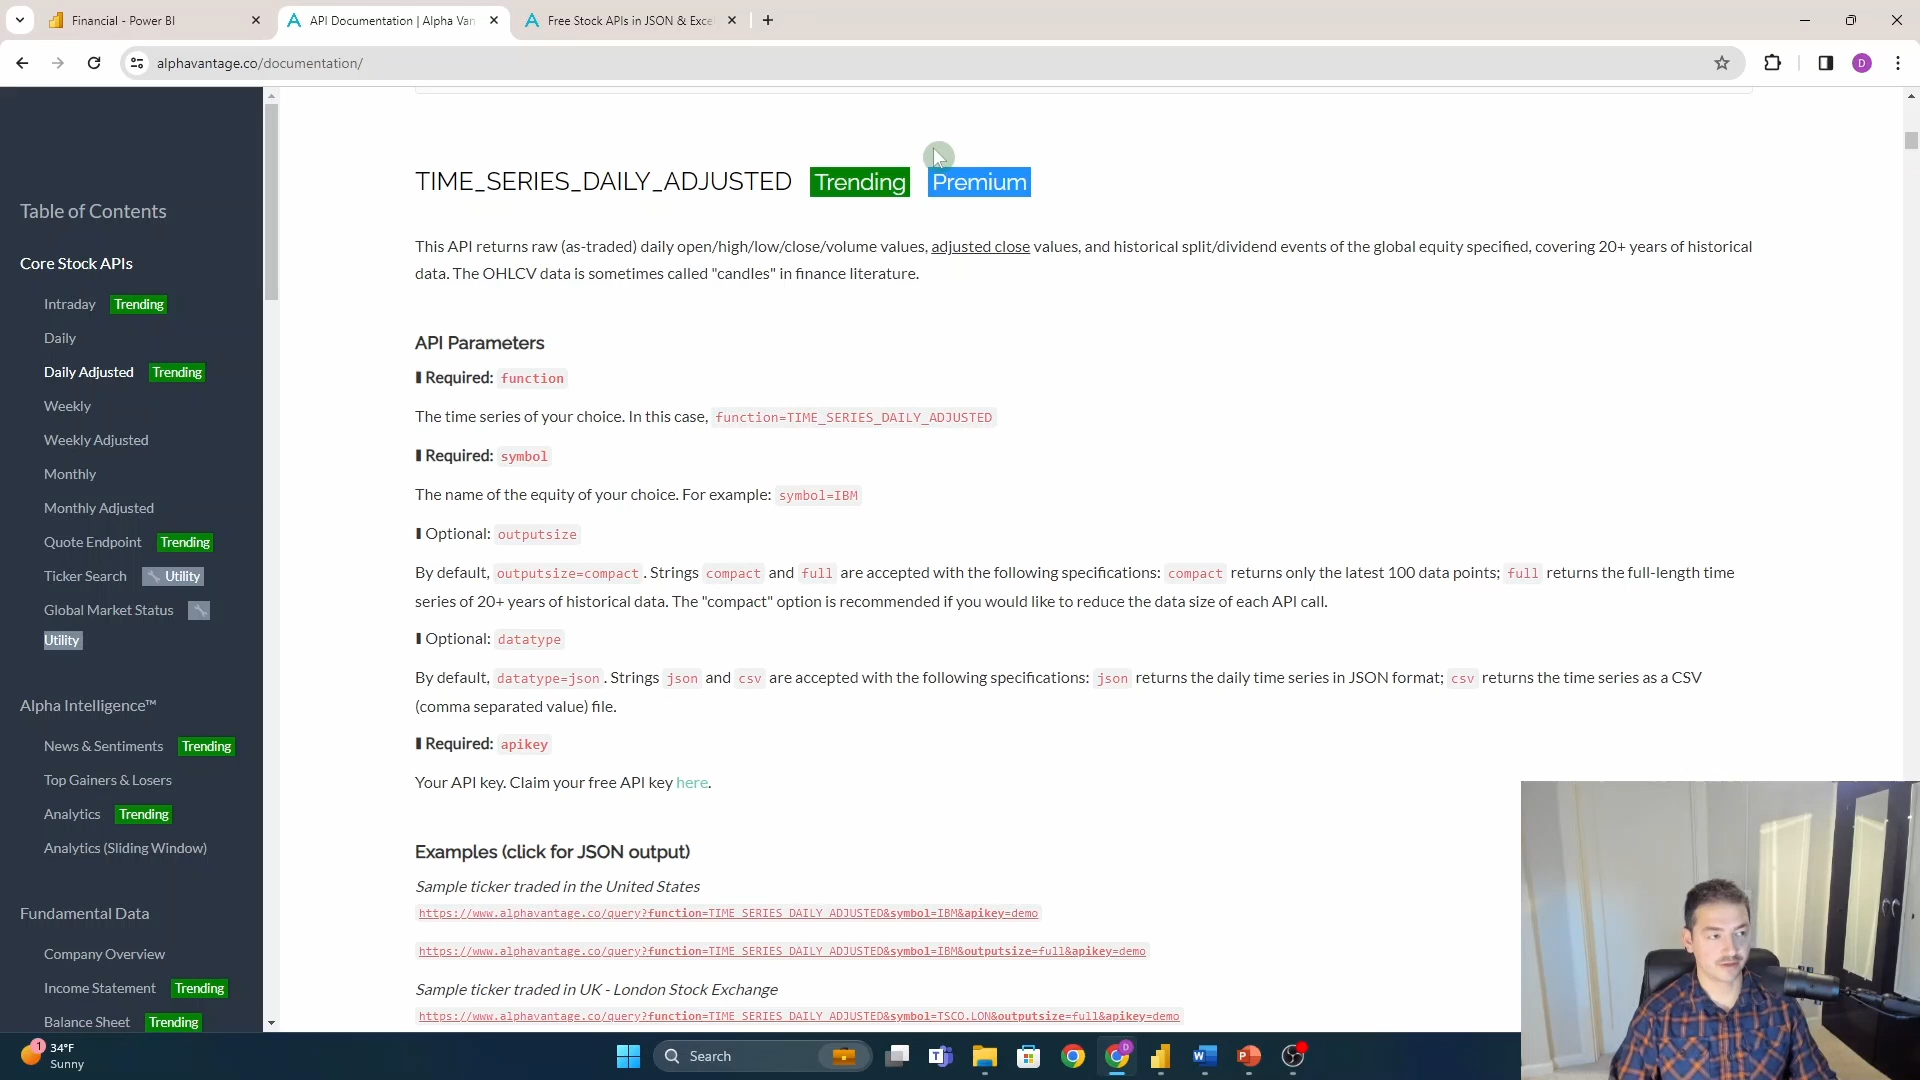 Financial - Power BI
API Documentation | Alpha Van
Free Stock APIs in JSON & Exce
alphavantage.co/documentation/
D
Table of Contents
Core Stock APIs
Intraday Trending
Daily
Daily Adjusted Trending
Weekly
Weekly Adjusted
Monthly
Monthly Adjusted
Quote Endpoint Trending
Ticker Search Utility
Global Market Status
Utility
Alpha Intelligence™
News & Sentiments Trending
Top Gainers & Losers
Analytics Trending
Analytics (Sliding Window)
Fundamental Data
Company Overview
Income Statement Trending
Balance Sheet Trending
TIME_SERIES_DAILY_ADJUSTED Trending Premium
This API returns raw (as-traded) daily open/high/low/close/volume values, adjusted close values, and historical split/dividend events of the global equity specified, covering 20+ years of historical
data. The OHLCV data is sometimes called "candles" in finance literature.
API Parameters
Required: function
The time series of your choice. In this case, function=TIME_SERIES_DAILY_ADJUSTED
Required: symbol
The name of the equity of your choice. For example: symbol=IBM
Optional: outputsize
By default, outputsize=compact. Strings compact and full are accepted with the following specifications: compact returns only the latest 100 data points; full returns the full-length time
series of 20+ years of historical data. The "compact" option is recommended if you would like to reduce the data size of each API call.
Optional: datatype
By default, datatype=json. Strings json and csv are accepted with the following specifications: json returns the daily time series in JSON format; csv returns the time series as a CSV
(comma separated value) file.
Required: apikey
Your API key. Claim your free API key here.
Examples (click for JSON output)
Sample ticker traded in the United States
https://www.alphavantage.co/query?function=TIME_SERIES_DAILY_ADJUSTED&symbol=IBM&apikey=demo
https://www.alphavantage.co/query?function=TIME_SERIES_DAILY_ADJUSTED&symbol=IBM&outputsize=full&apikey=demo
Sample ticker traded in UK - London Stock Exchange
https://www.alphavantage.co/query?function=TIME_SERIES_DAILY_ADJUSTED&symbol=TSCO.LON&outputsize=full&apikey=demo
1
34°F
Sunny
Search
T
D
W
P